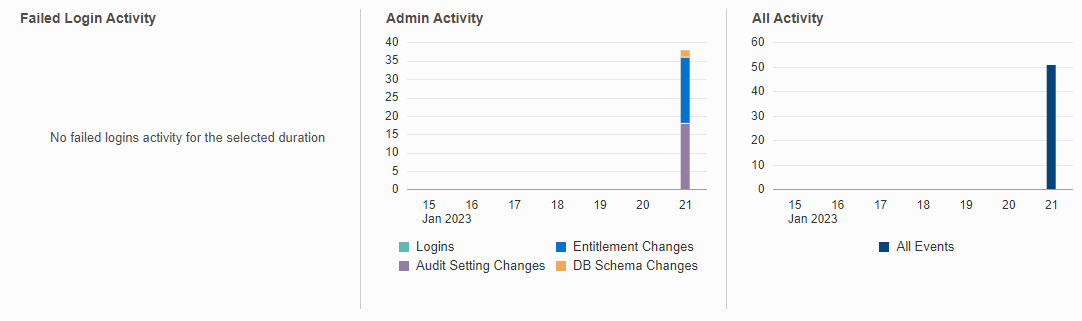 Failed Login Activity
No failed logins activity for the selected duration
Admin Activity
40
35
30
25
20
15
10
5
0
15 16 17 18 19 20 21
Jan 2023
Logins Entitlement Changes
Audit Setting Changes DB Schema Changes
All Activity
60
50
40
30
20
10
0
15 16 17 18 19 20 21
Jan 2023
All Events